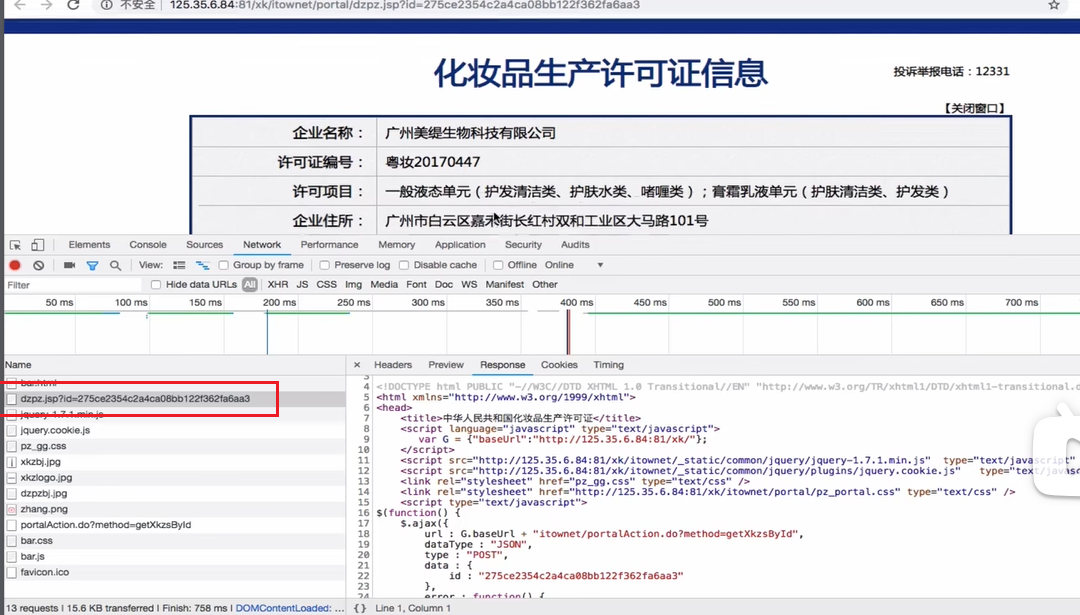 不安全 125.35.6.84:81/xk/itownet/portal/dzpz.jsp?id=275ce2354c2a4ca08bb122f362fa6aa3
化妆品生产许可证信息
投诉举报电话：12331
【关闭窗口】
企业名称： 广州美缇生物科技有限公司
许可证编号： 粤妆20170447
许可项目： 一般液态单元（护发清洁类、护肤水类、啫喱类）；膏霜乳液单元（护肤清洁类、护发类）
企业住所： 广州市白云区嘉禾街长红村双和工业区大马路101号
Elements Console Sources Network Performance Memory Application Security Audits
View: Group by frame Preserve log Disable cache Offline Online
Filter Hide data URLs All XHR JS CSS Img Media Font Doc WS Manifest Other
50 ms 100 ms 150 ms 200 ms 250 ms 300 ms 350 ms 400 ms 450 ms 500 ms 550 ms 600 ms 650 ms 700 ms
Name
bar.html
dzpz.jsp?id=275ce2354c2a4ca08bb122f362fa6aa3
jquery-1.7.1.min.js
jquery.cookie.js
pz_gg.css
xkzbj.jpg
xkzlogo.jpg
dzpzbj.jpg
zhang.png
portalAction.do?method=getXkzsById
bar.css
bar.js
favicon.ico
13 requests | 15.6 KB transferred | Finish: 758 ms | DOMContentLoaded: ...
× Headers Preview Response Cookies Timing
3
4 <!DOCTYPE html PUBLIC "-//W3C//DTD XHTML 1.0 Transitional//EN" "http://www.w3.org/TR/xhtml1/DTD/xhtml1-transitional.d
5 <html xmlns="http://www.w3.org/1999/xhtml">
6 <head>
7 <title>中华人民共和国化妆品生产许可证</title>
8 <script language="javascript" type="text/javascript">
9 var G = {"baseUrl":"http://125.35.6.84:81/xk/"};
10 </script>
11 <script src="http://125.35.6.84:81/xk/itownet/_static/common/jquery/jquery-1.7.1.min.js" type="text/javascript"
12 <script src="http://125.35.6.84:81/xk/itownet/_static/common/jquery/plugins/jquery.cookie.js" type="text/javas
13 <link rel="stylesheet" href="pz_gg.css" type="text/css" />
14 <link rel="stylesheet" href="http://125.35.6.84:81/xk/itownet/portal/pz_portal.css" type="text/css" />
15 <script type="text/javascript">
16 $(function() {
17 $.ajax({
18 url : G.baseUrl + "itownet/portalAction.do?method=getXkzsById",
19 dataType : "JSON",
20 type : "POST",
21 data : {
22 id : "275ce2354c2a4ca08bb122f362fa6aa3"
23 },
24 error : function() {
{} Line 1, Column 1